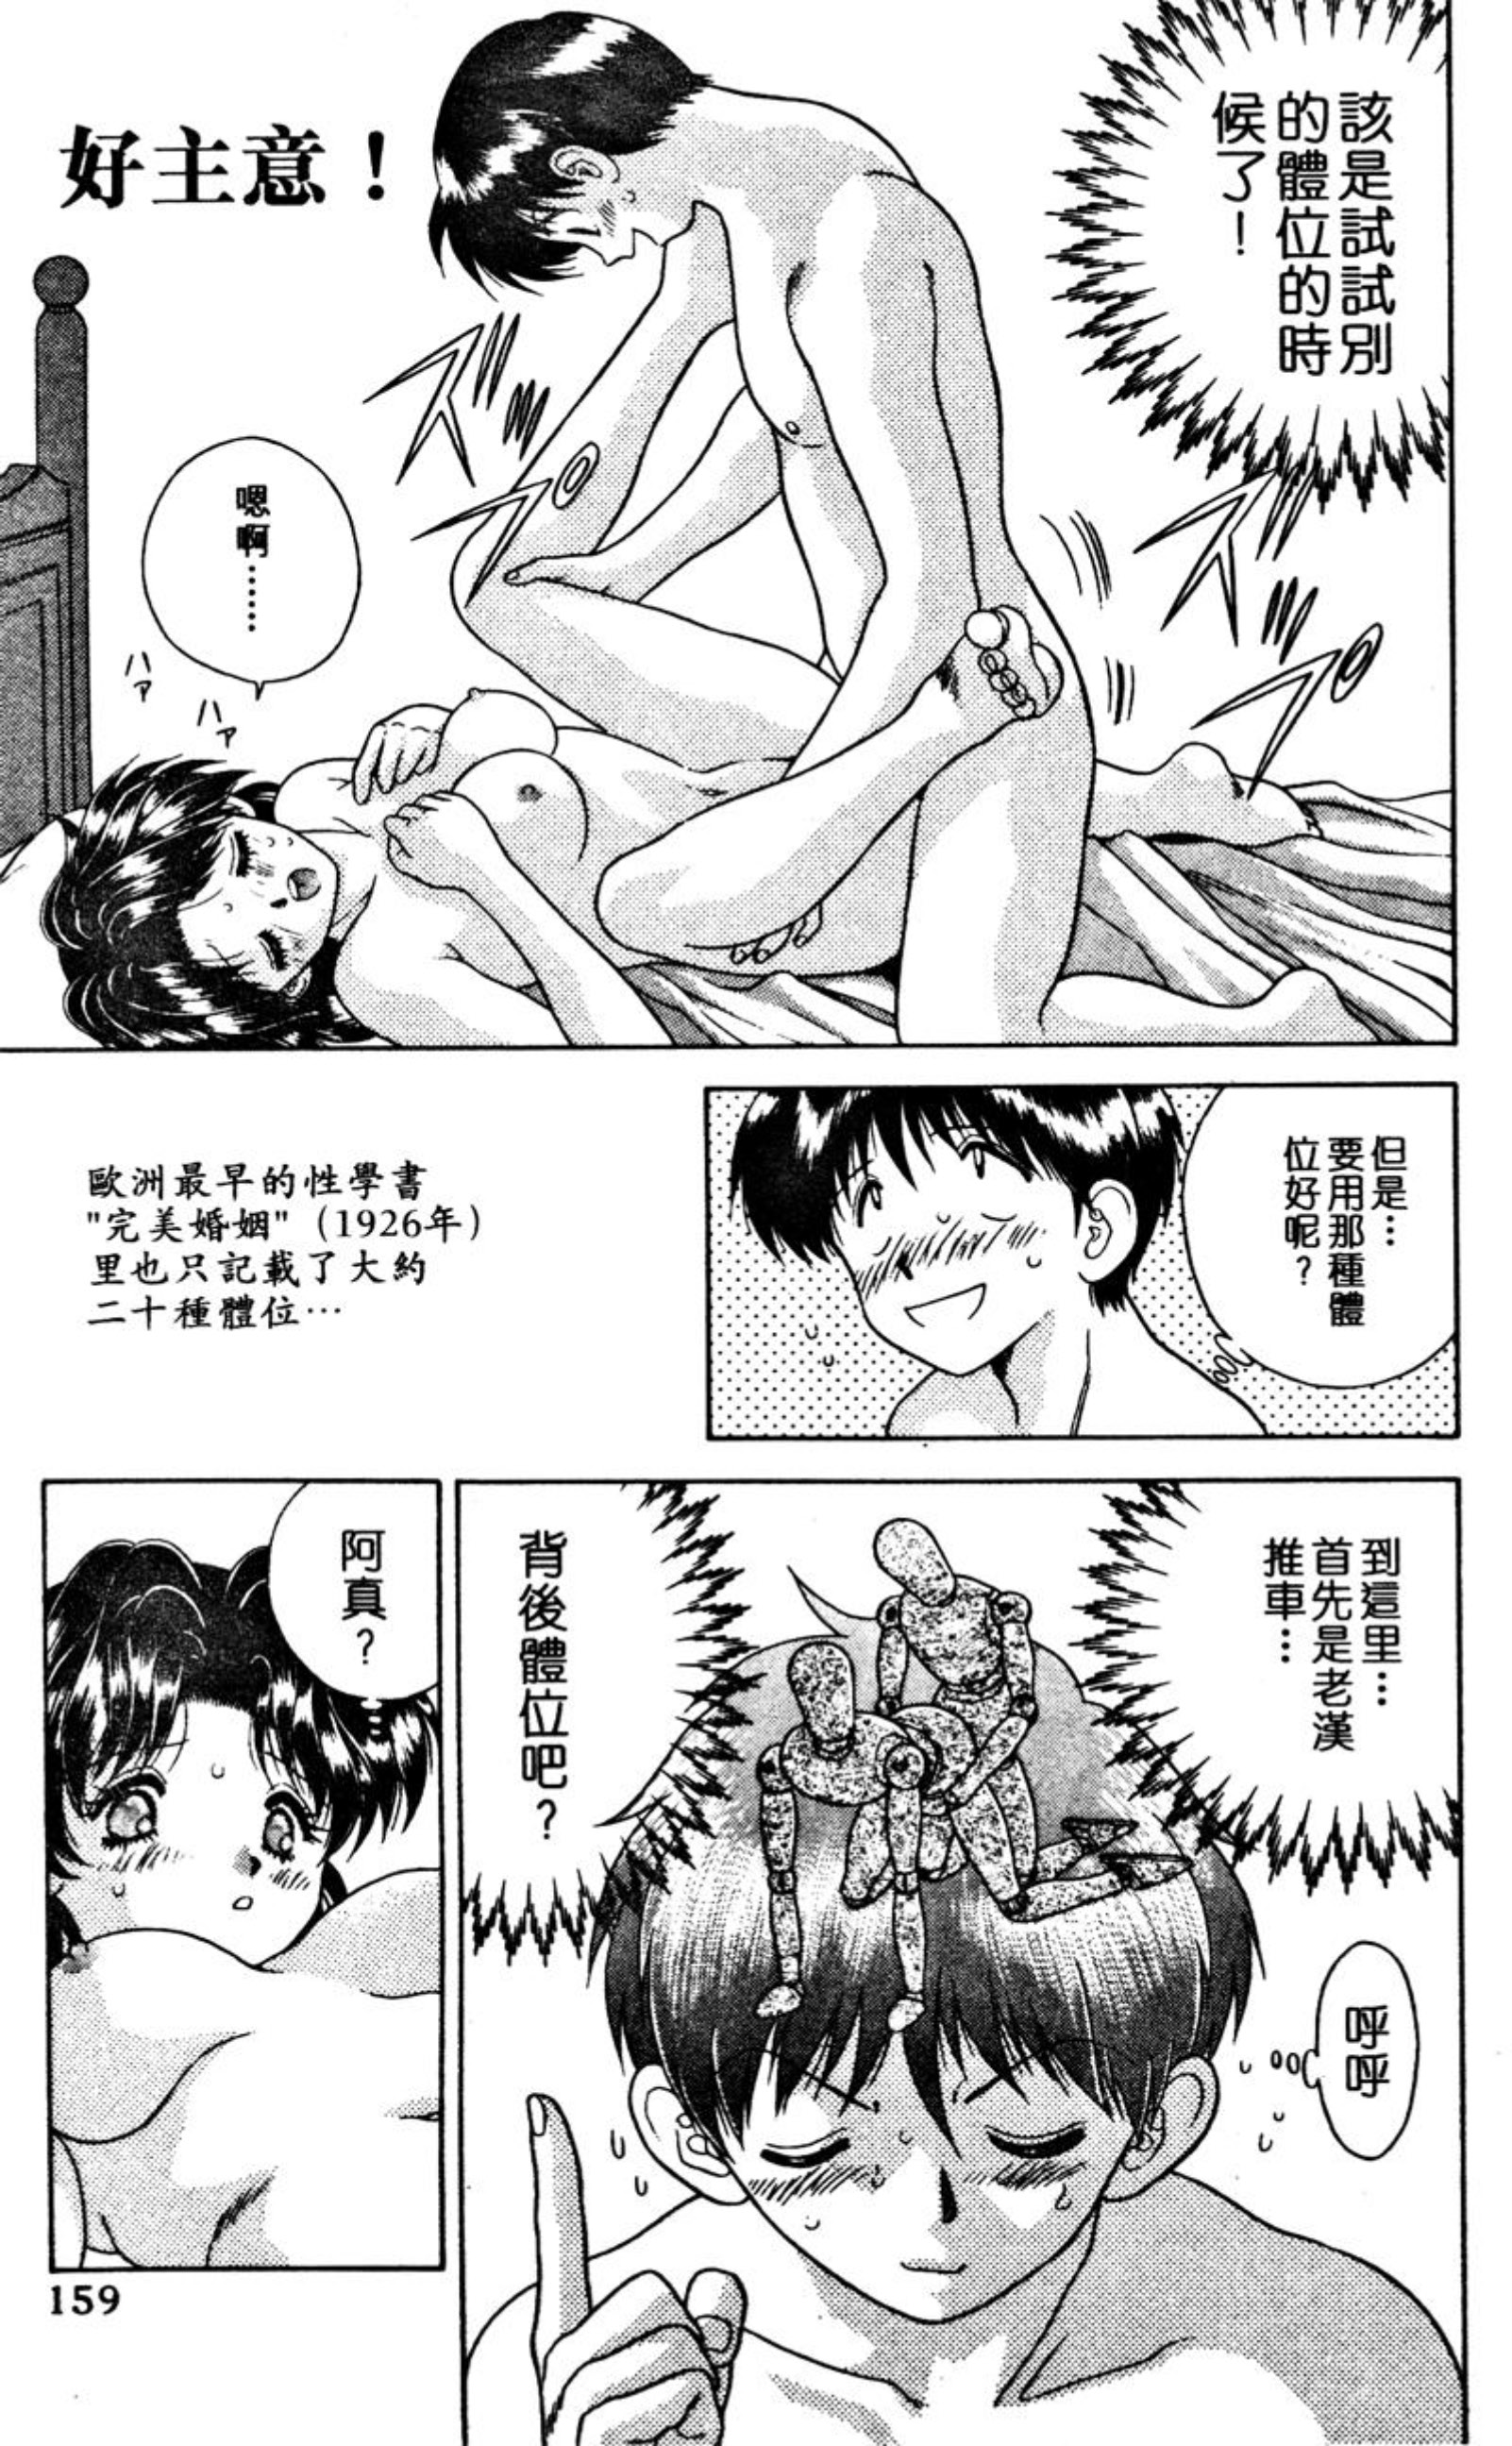 該是試試別
的體位的時
候了！
好主意！
ズッ
プ
嗯啊……
ハァ
ハァ
ズッ
プ
但是…
要用那種體
位好呢？
歐洲最早的性學書
"完美婚姻"（1926年）
里也只記載了大約
二十種體位…
到這里…
首先是老漢
推車…
背後體位吧？
呼呼
阿真？
159